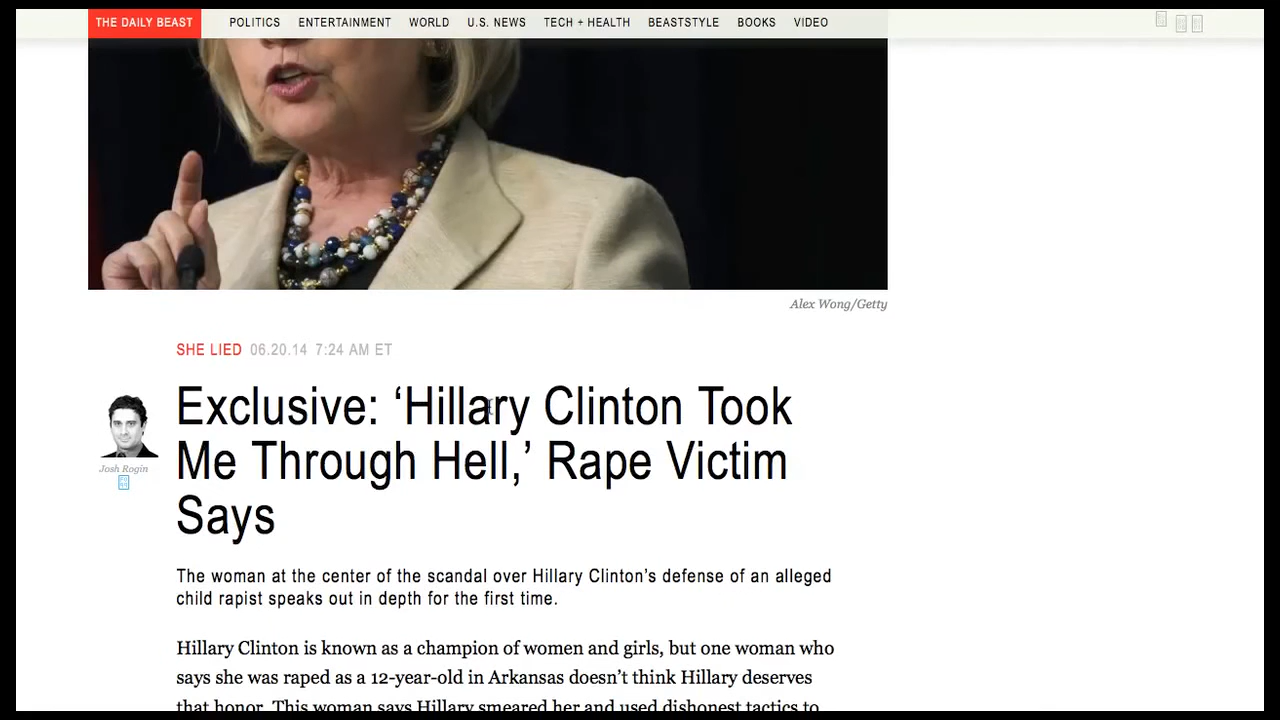 THE DAILY BEAST POLITICS ENTERTAINMENT WORLD U.S. NEWS TECH + HEALTH BEASTSTYLE BOOKS VIDEO
Alex Wong/Getty
SHE LIED 06.20.14 7:24 AM ET
Josh Rogin
Exclusive: ‘Hillary Clinton Took
Me Through Hell,’ Rape Victim
Says
The woman at the center of the scandal over Hillary Clinton’s defense of an alleged
child rapist speaks out in depth for the first time.
Hillary Clinton is known as a champion of women and girls, but one woman who
says she was raped as a 12-year-old in Arkansas doesn’t think Hillary deserves
that honor. This woman says Hillary smeared her and used dishonest tactics to